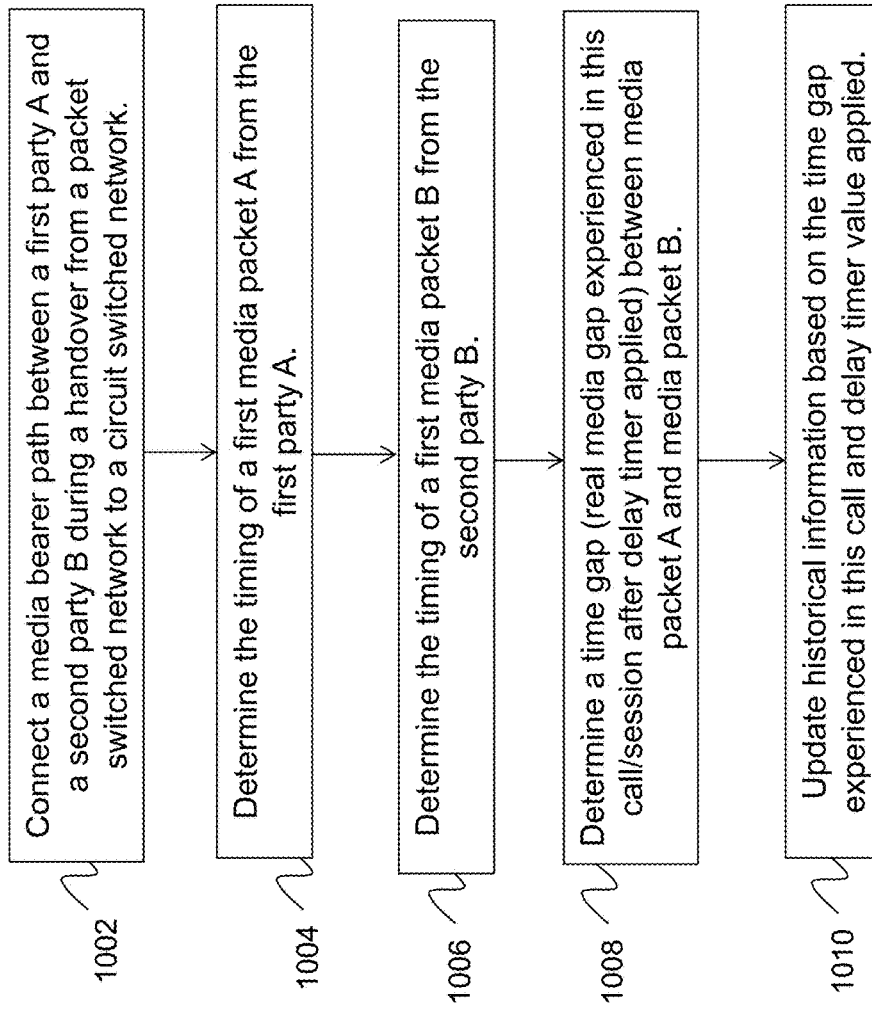 1002
Connect a media bearer path between a first party A and
a second party B during a handover from a packet
switched network to a circuit switched network.
1004
Determine the timing of a first media packet A from the
first party A.
1006
Determine the timing of a first media packet B from the
second party B.
1008
Determine a time gap (real media gap experienced in this
call/session after delay timer applied) between media
packet A and media packet B.
1010
Update historical information based on the time gap
experienced in this call and delay timer value applied.